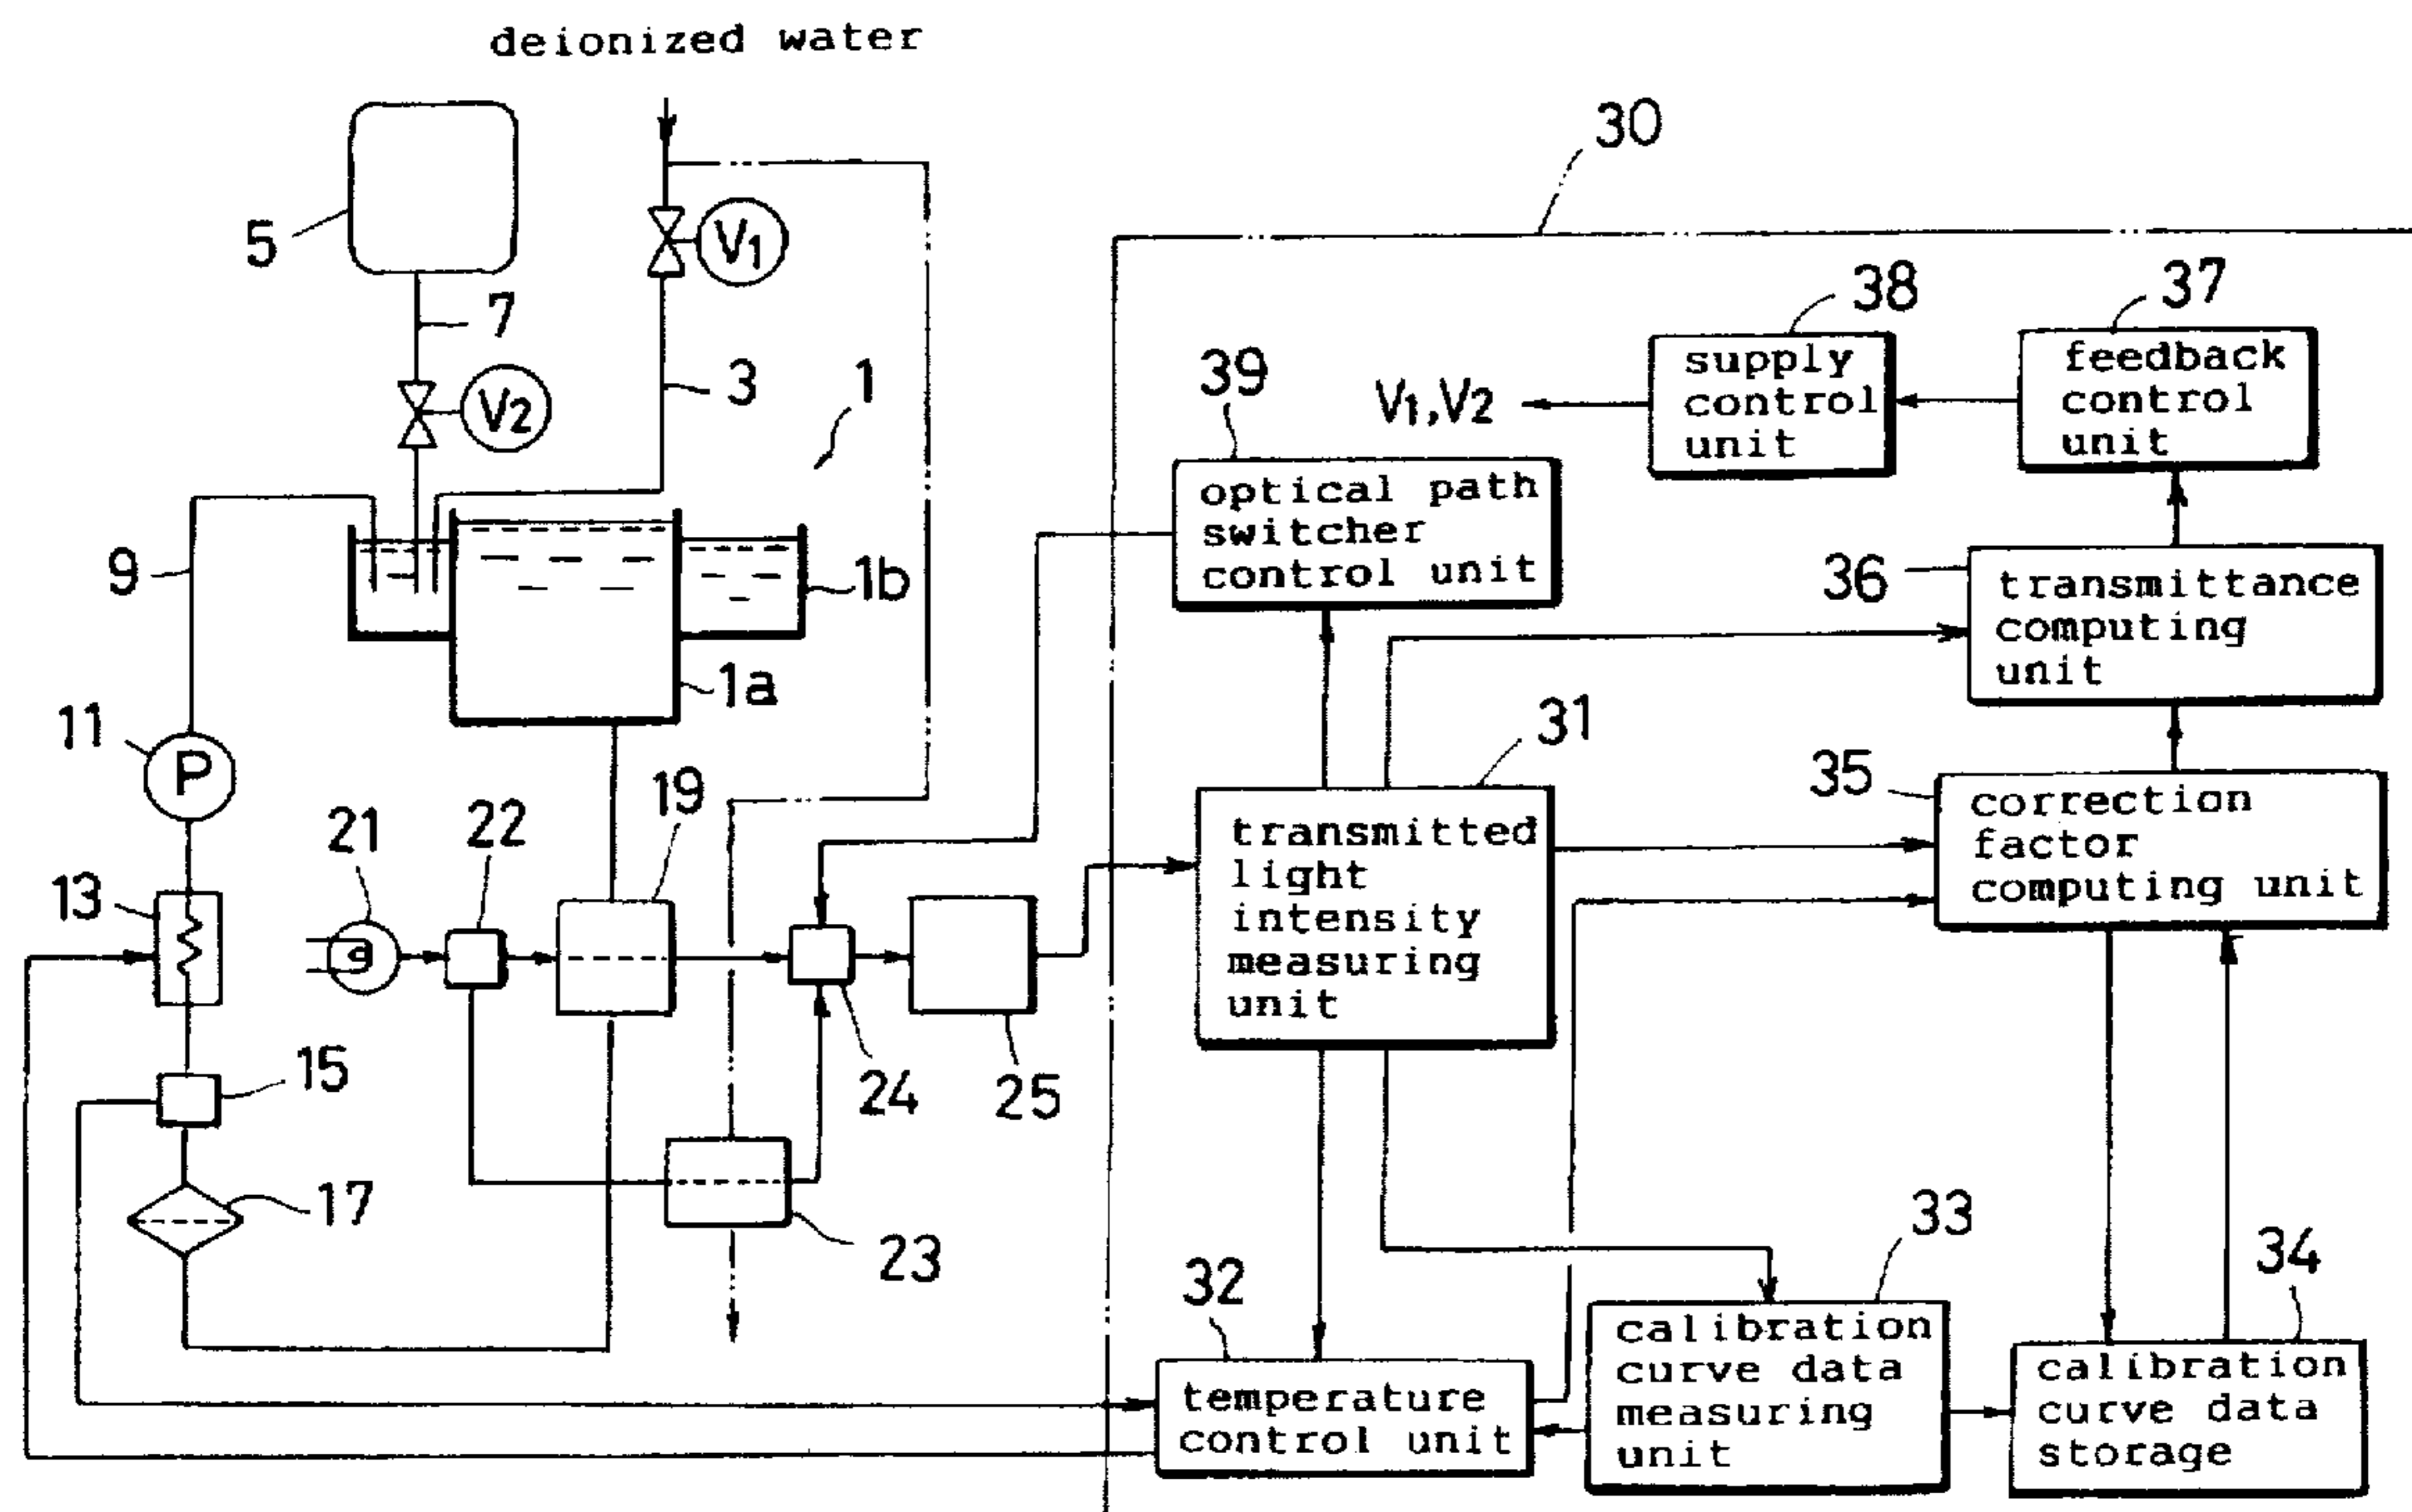 deionized water
30
5
V1
7
38
37
3
1
39
supply
control
unit
feedback
control
unit
V2
V1,V2
optical path
switcher
control unit
9
1b
36
transmittance
computing
unit
1a
11
P
31
19
35
21
22
transmitted
light
intensity
measuring
unit
correction
factor
computing unit
13
15
24
25
17
23
33
34
32
calibration
curve data
measuring
unit
calibration
curve data
storage
temperature
control unit